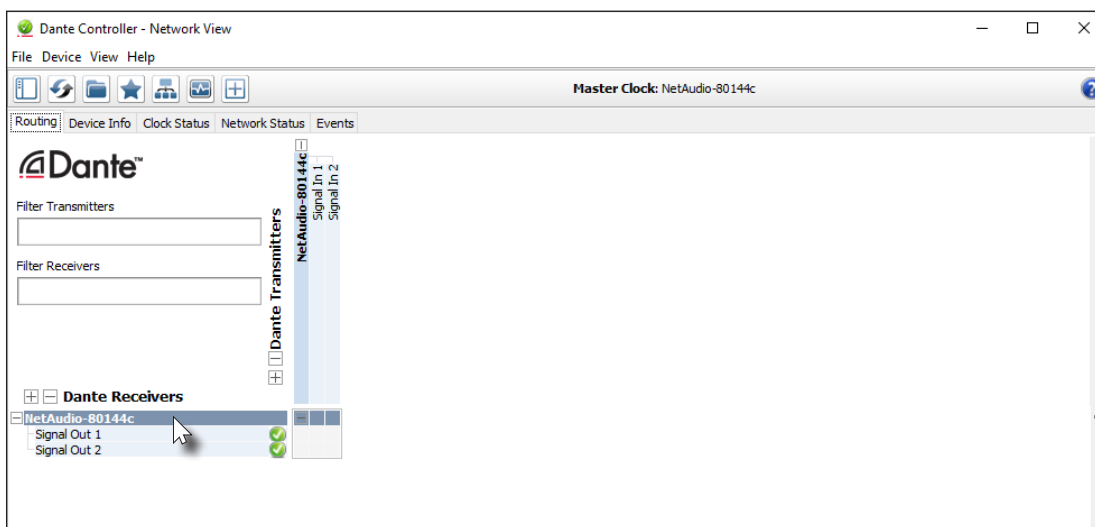 Dante Controller - Network View
File Device View Help
Master Clock: NetAudio-80144c
?
Routing Device Info Clock Status Network Status Events
Dante™
Filter Transmitters
Filter Receivers
Dante Transmitters
NetAudio-80144c
Signal In 1
Signal In 2
Dante Receivers
NetAudio-80144c
Signal Out 1
Signal Out 2